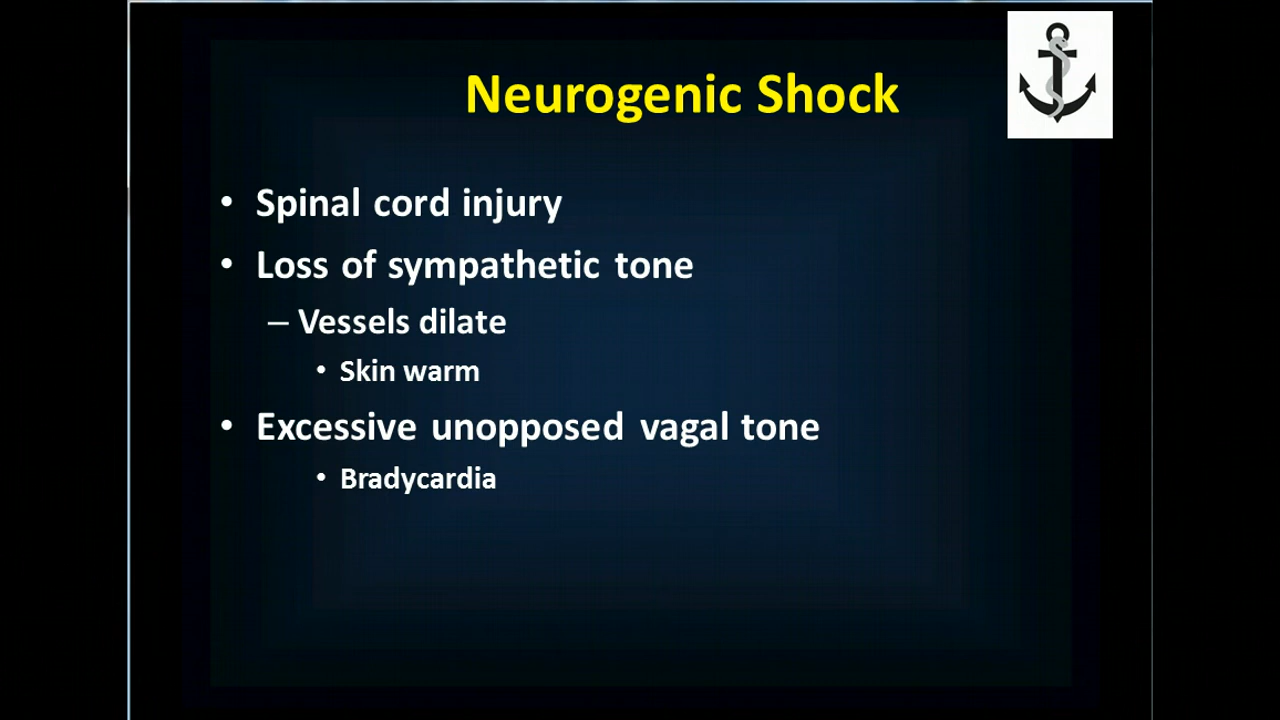 Neurogenic Shock
• Spinal cord injury
• Loss of sympathetic tone
– Vessels dilate
• Skin warm
• Excessive unopposed vagal tone
• Bradycardia